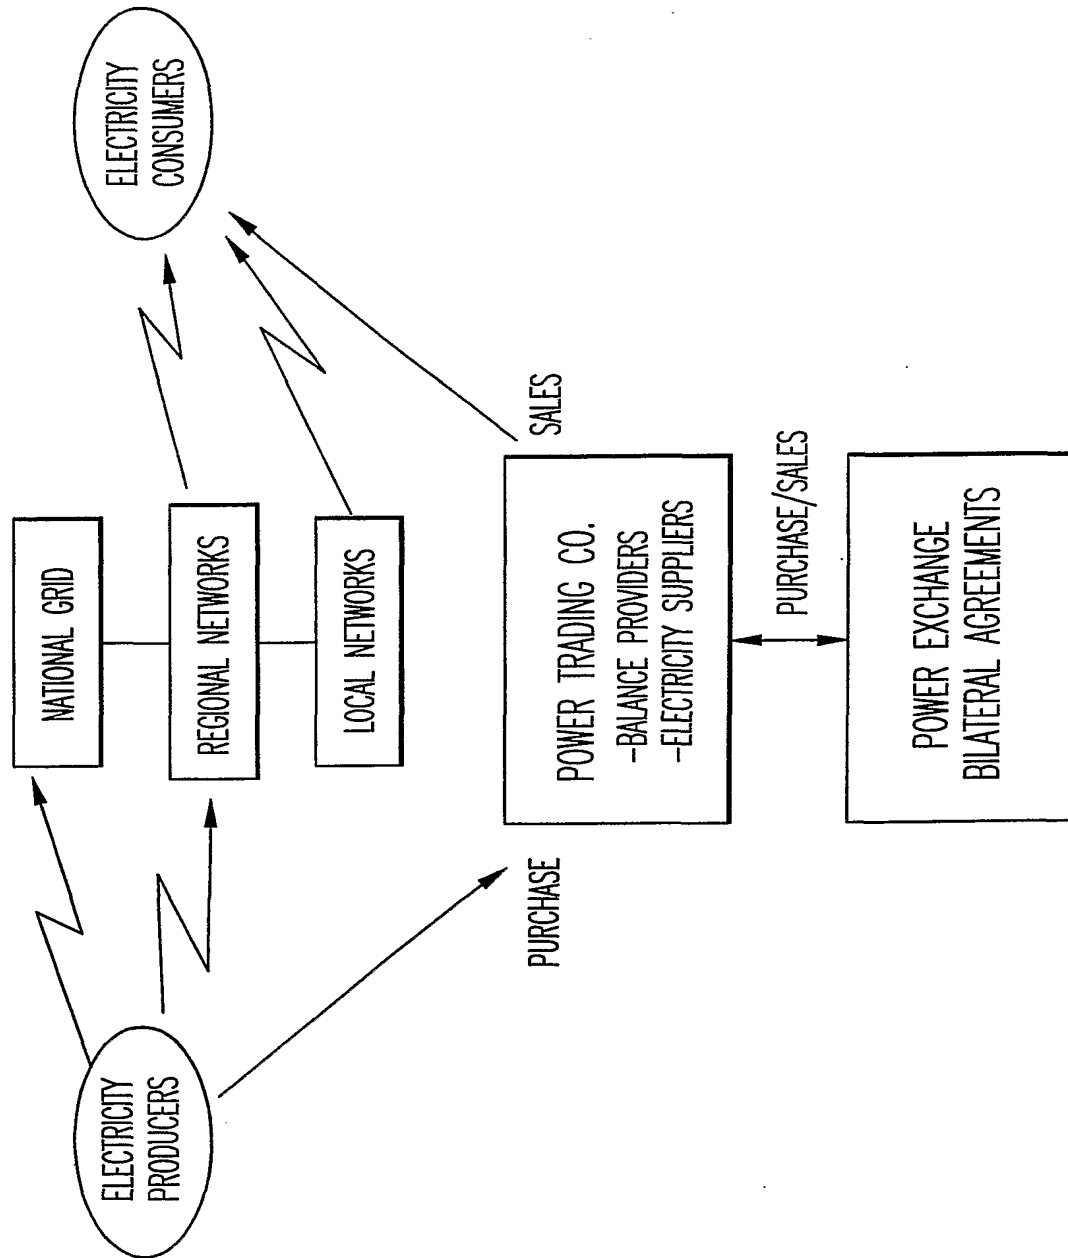 ELECTRICITY
PRODUCERS
NATIONAL GRID
REGIONAL NETWORKS
LOCAL NETWORKS
ELECTRICITY
CONSUMERS
PURCHASE
POWER TRADING CO.
-BALANCE PROVIDERS
-ELECTRICITY SUPPLIERS
SALES
PURCHASE/SALES
POWER EXCHANGE
BILATERAL AGREEMENTS